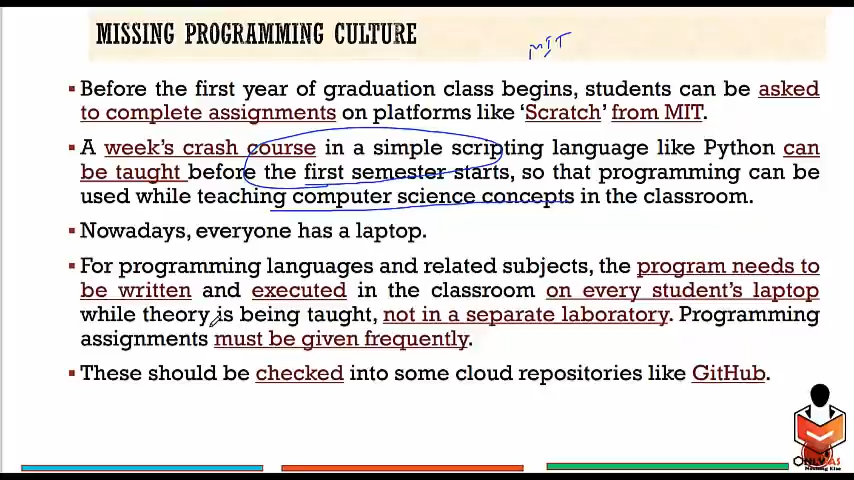 MISSING PROGRAMMING CULTURE
MIT
▪ Before the first year of graduation class begins, students can be asked
to complete assignments on platforms like ‘Scratch’ from MIT.
▪ A week's crash course in a simple scripting language like Python can
be taught before the first semester starts, so that programming can be
used while teaching computer science concepts in the classroom.
▪ Nowadays, everyone has a laptop.
▪ For programming languages and related subjects, the program needs to
be written and executed in the classroom on every student's laptop
while theory is being taught, not in a separate laboratory. Programming
assignments must be given frequently.
▪ These should be checked into some cloud repositories like GitHub.
ONLYIAS